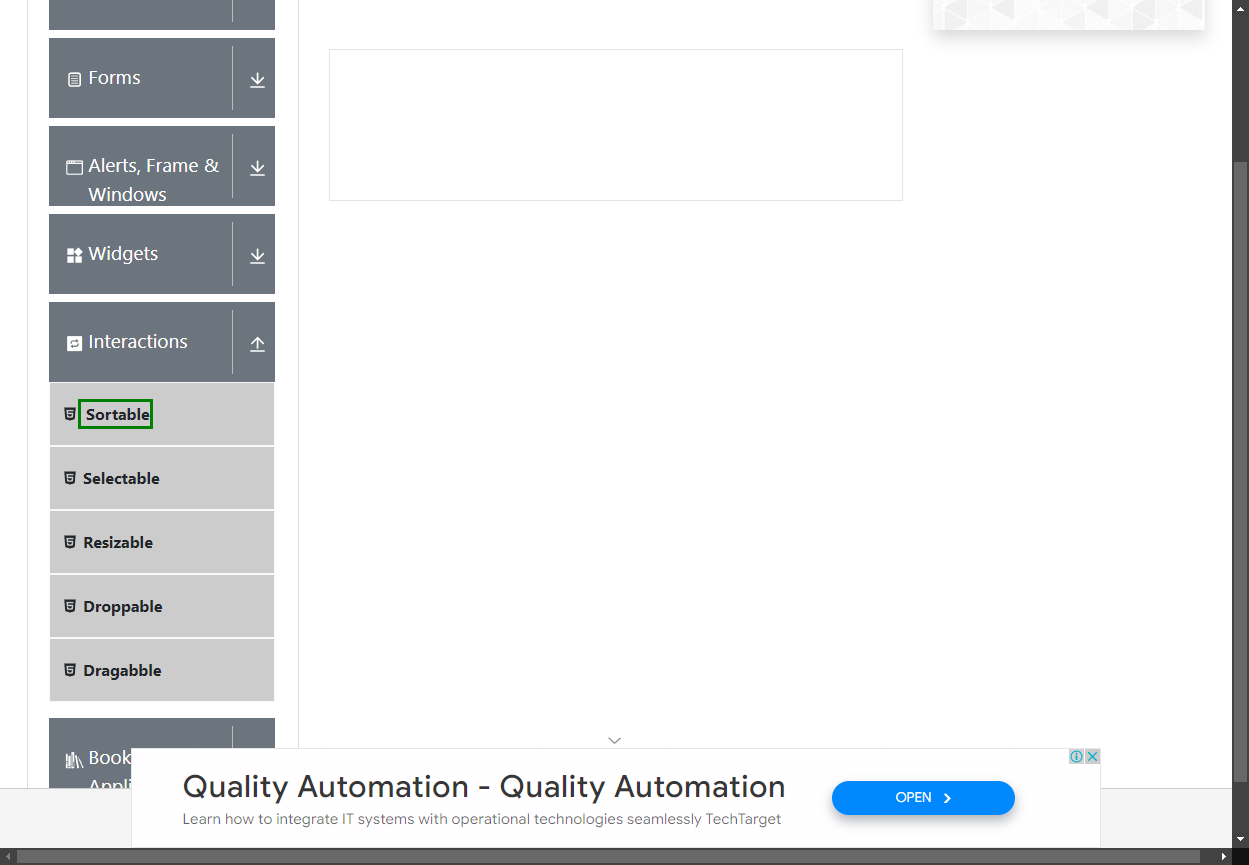 Forms
Alerts, Frame &
Windows
Widgets
Interactions
Sortable
Selectable
Resizable
Droppable
Dragabble
Book
Quality Automation - Quality Automation
Learn how to integrate IT systems with operational technologies seamlessly TechTarget
OPEN